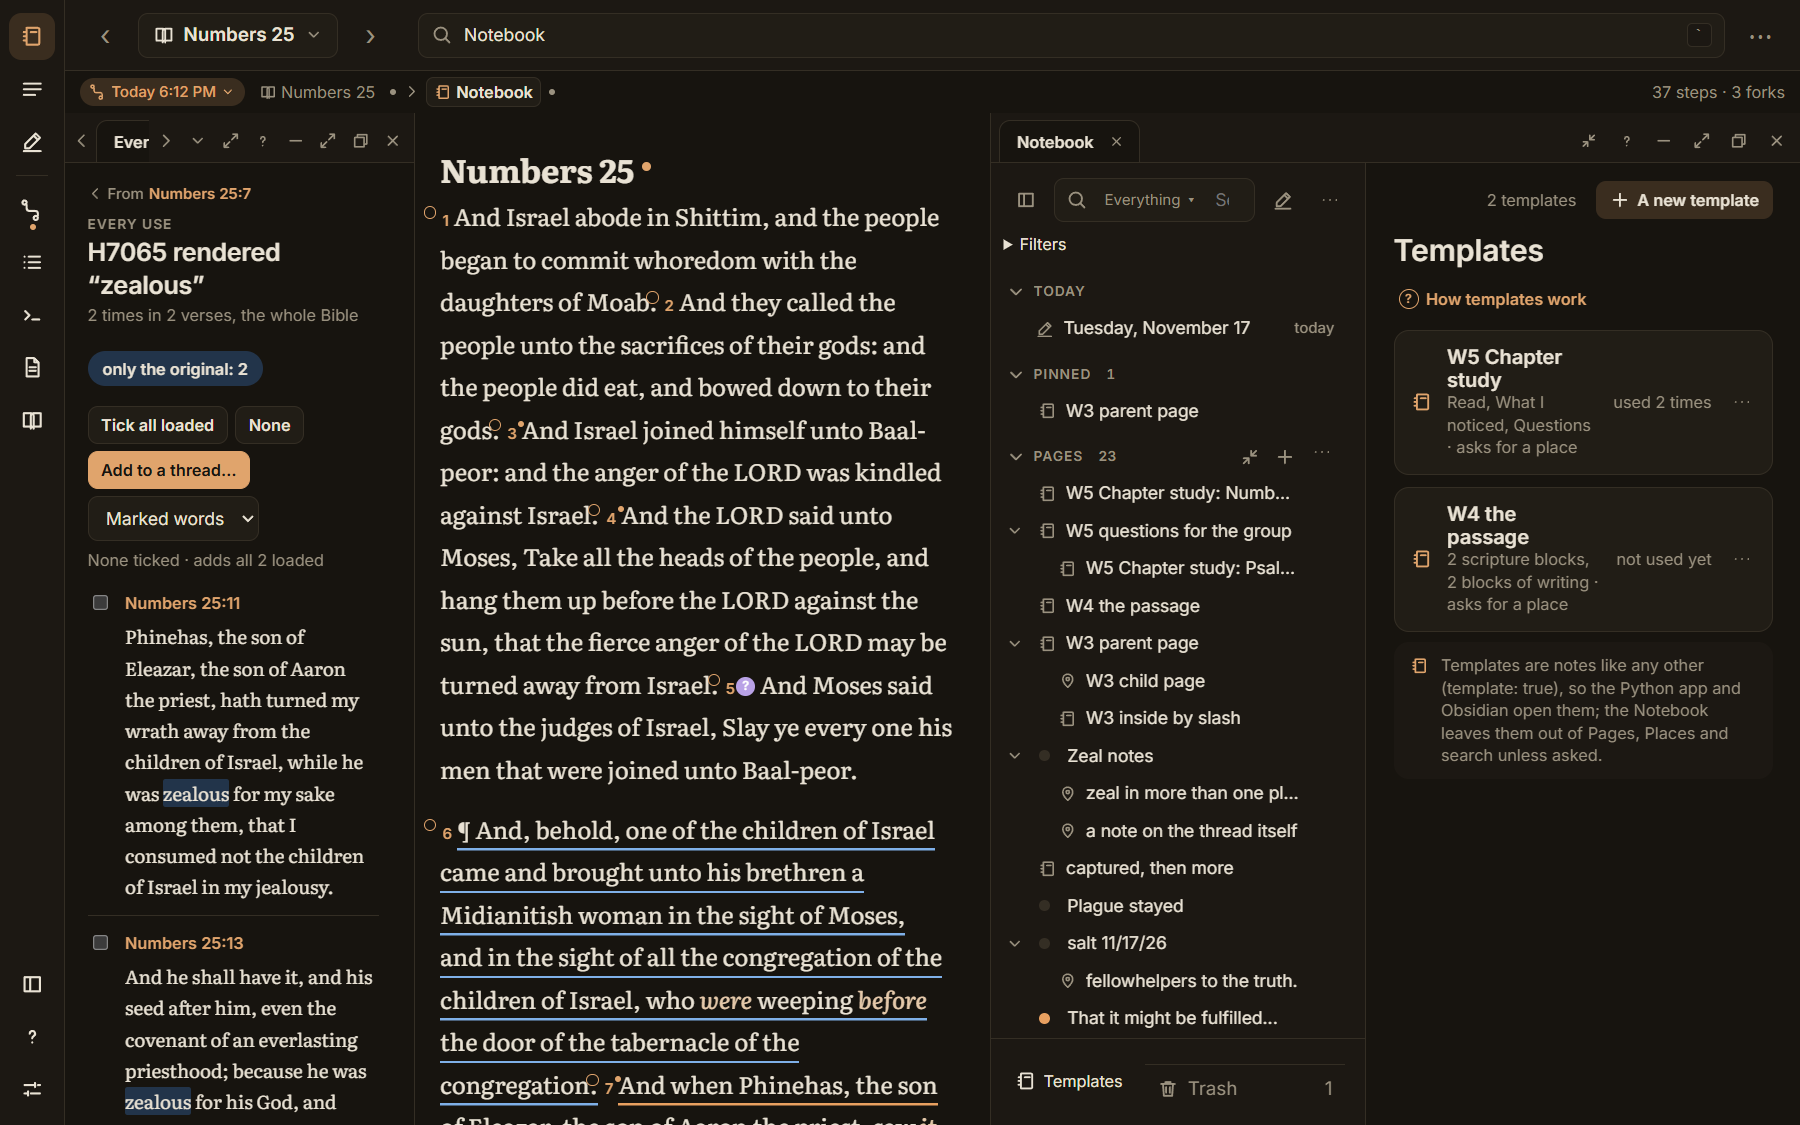 Numbers 25
Notebook
`
Today 6:12 PM
Numbers 25
Notebook
37 steps · 3 forks
Ever
From Numbers 25:7
EVERY USE
H7065 rendered
“zealous”
2 times in 2 verses, the whole Bible
only the original: 2
Tick all loaded
None
Add to a thread...
Marked words
None ticked · adds all 2 loaded
Numbers 25:11
Phinehas, the son of
Eleazar, the son of Aaron
the priest, hath turned my
wrath away from the
children of Israel, while he
was zealous for my sake
among them, that I
consumed not the children
of Israel in my jealousy.
Numbers 25:13
And he shall have it, and his
seed after him, even the
covenant of an everlasting
priesthood; because he was
zealous for his God, and
Numbers 25
1 And Israel abode in Shittim, and the people
began to commit whoredom with the
daughters of Moab. 2 And they called the
people unto the sacrifices of their gods: and
the people did eat, and bowed down to their
gods. 3 And Israel joined himself unto Baal-
peor: and the anger of the LORD was kindled
against Israel. 4 And the LORD said unto
Moses, Take all the heads of the people, and
hang them up before the LORD against the
sun, that the fierce anger of the LORD may be
turned away from Israel. 5 ? And Moses said
unto the judges of Israel, Slay ye every one his
men that were joined unto Baal-peor.
6 ¶ And, behold, one of the children of Israel
came and brought unto his brethren a
Midianitish woman in the sight of Moses,
and in the sight of all the congregation of the
children of Israel, who were weeping before
the door of the tabernacle of the
congregation. 7 And when Phinehas, the son
of Eleazar, the son of Aaron the priest, saw it
Notebook
Everything
Filters
TODAY
Tuesday, November 17 today
PINNED 1
W3 parent page
PAGES 23
W5 Chapter study: Numb...
W5 questions for the group
W5 Chapter study: Psal...
W4 the passage
W3 parent page
W3 child page
W3 inside by slash
Zeal notes
zeal in more than one pl...
a note on the thread itself
captured, then more
Plague stayed
salt 11/17/26
fellowhelpers to the truth.
That it might be fulfilled...
Templates
Trash 1
2 templates
A new template
Templates
? How templates work
W5 Chapter
study
Read, What I
noticed, Questions
· asks for a place
used 2 times
W4 the
passage
2 scripture blocks,
2 blocks of writing ·
asks for a place
not used yet
Templates are notes like any other
(template: true), so the Python app and
Obsidian open them; the Notebook
leaves them out of Pages, Places and
search unless asked.